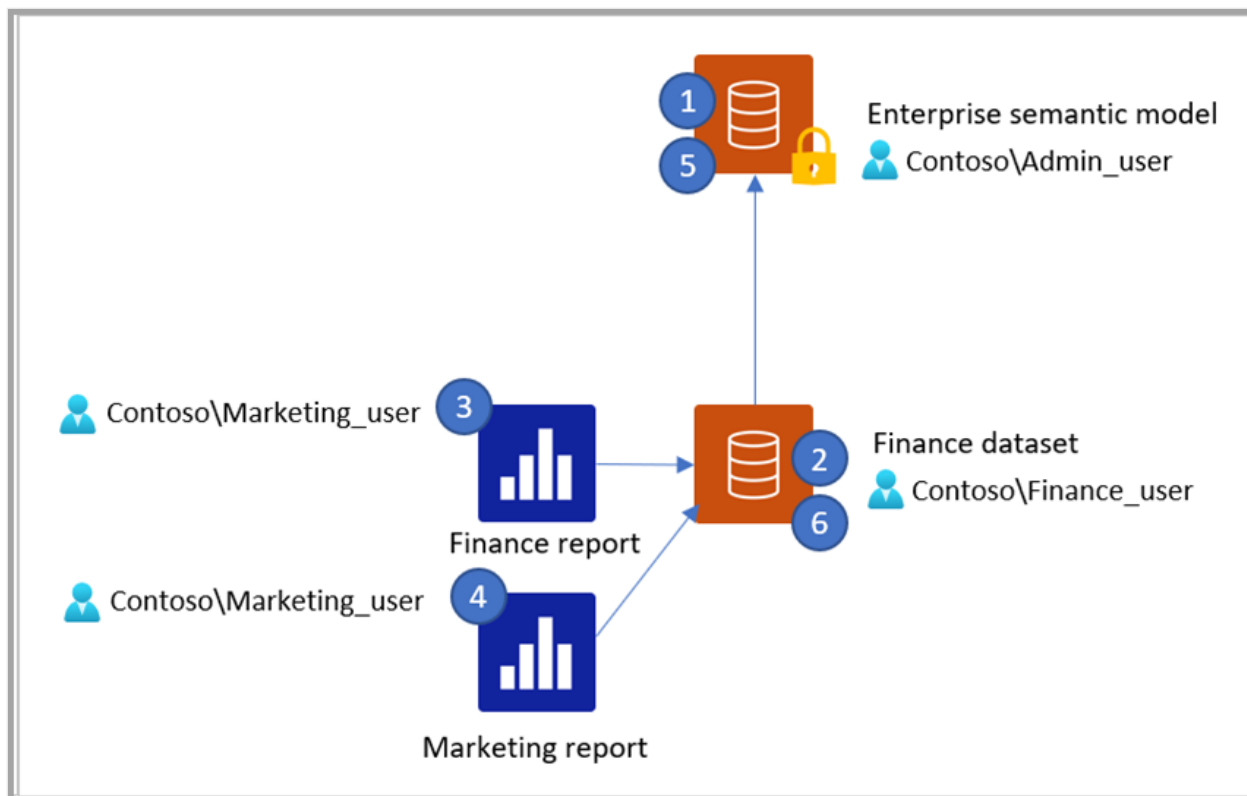 1
5
Enterprise semantic model
Contoso\Admin_user
Contoso\Marketing_user
3
2
6
Finance dataset
Contoso\Finance_user
Finance report
Contoso\Marketing_user
4
Marketing report